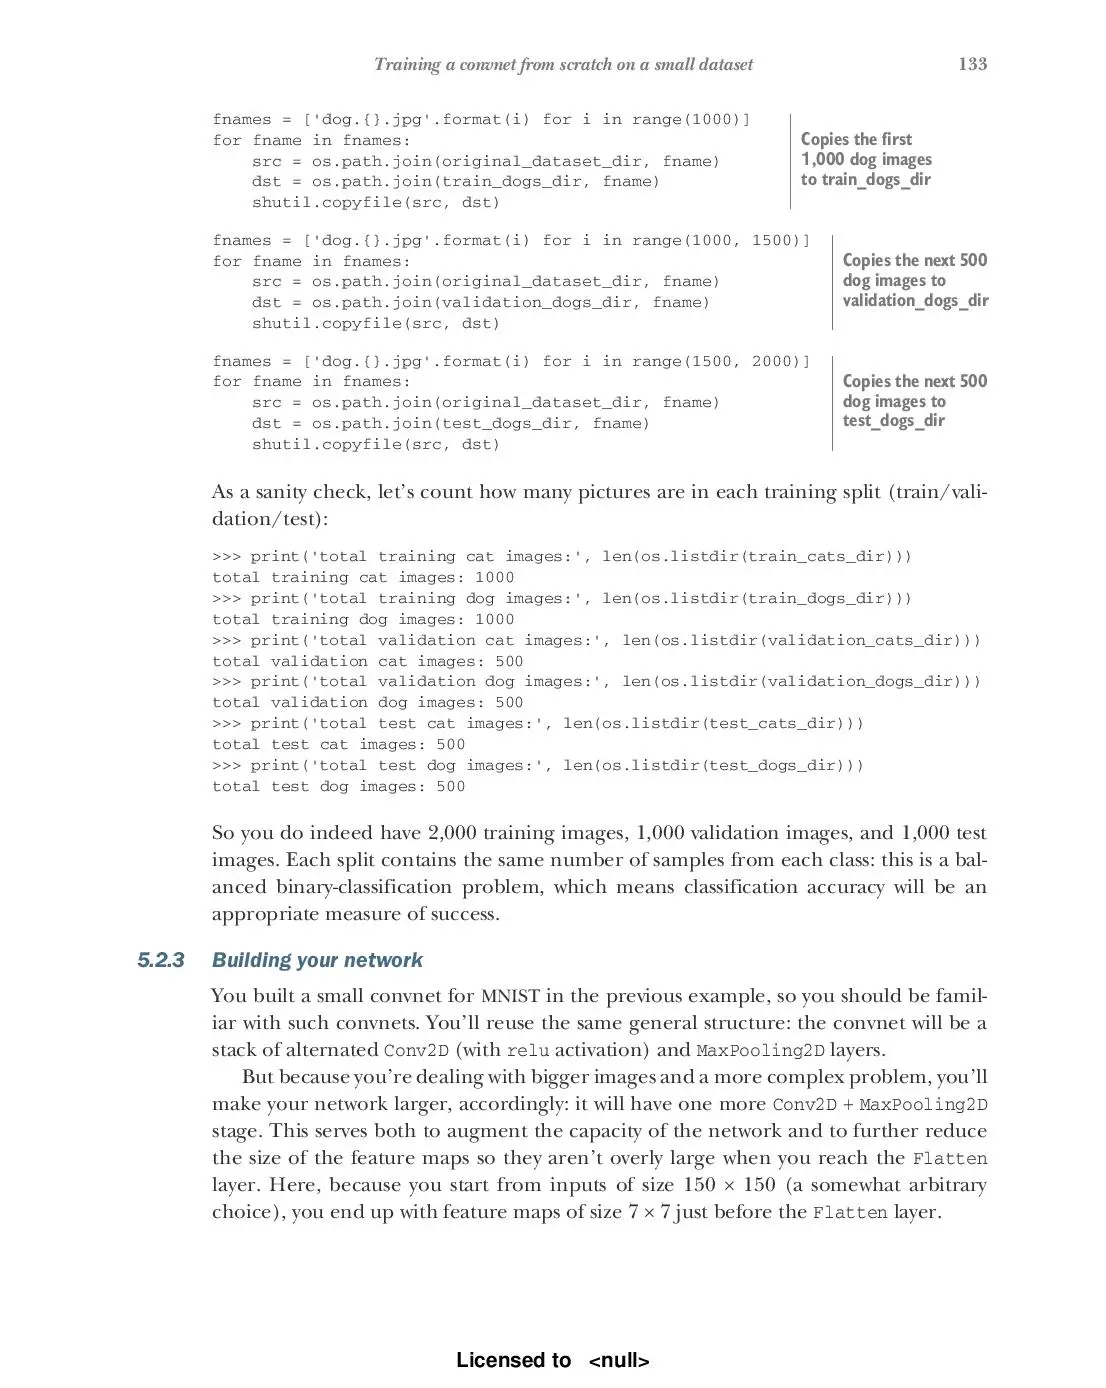 Training a convnet from scratch on a small dataset 133
fnames = ['dog.{}.jpg'.format(i) for i in range(1000)]
for fname in fnames:
    src = os.path.join(original_dataset_dir, fname)
    dst = os.path.join(train_dogs_dir, fname)
    shutil.copyfile(src, dst)
Copies the first
1,000 dog images
to train_dogs_dir
fnames = ['dog.{}.jpg'.format(i) for i in range(1000, 1500)]
for fname in fnames:
    src = os.path.join(original_dataset_dir, fname)
    dst = os.path.join(validation_dogs_dir, fname)
    shutil.copyfile(src, dst)
Copies the next 500
dog images to
validation_dogs_dir
fnames = ['dog.{}.jpg'.format(i) for i in range(1500, 2000)]
for fname in fnames:
    src = os.path.join(original_dataset_dir, fname)
    dst = os.path.join(test_dogs_dir, fname)
    shutil.copyfile(src, dst)
Copies the next 500
dog images to
test_dogs_dir
As a sanity check, let's count how many pictures are in each training split (train/vali-
dation/test):
>>> print('total training cat images:', len(os.listdir(train_cats_dir)))
total training cat images: 1000
>>> print('total training dog images:', len(os.listdir(train_dogs_dir)))
total training dog images: 1000
>>> print('total validation cat images:', len(os.listdir(validation_cats_dir)))
total validation cat images: 500
>>> print('total validation dog images:', len(os.listdir(validation_dogs_dir)))
total validation dog images: 500
>>> print('total test cat images:', len(os.listdir(test_cats_dir)))
total test cat images: 500
>>> print('total test dog images:', len(os.listdir(test_dogs_dir)))
total test dog images: 500
So you do indeed have 2,000 training images, 1,000 validation images, and 1,000 test
images. Each split contains the same number of samples from each class: this is a bal-
anced binary-classification problem, which means classification accuracy will be an
appropriate measure of success.
5.2.3 Building your network
You built a small convnet for MNIST in the previous example, so you should be famil-
iar with such convnets. You'll reuse the same general structure: the convnet will be a
stack of alternated Conv2D (with relu activation) and MaxPooling2D layers.
But because you're dealing with bigger images and a more complex problem, you'll
make your network larger, accordingly: it will have one more Conv2D + MaxPooling2D
stage. This serves both to augment the capacity of the network and to further reduce
the size of the feature maps so they aren't overly large when you reach the Flatten
layer. Here, because you start from inputs of size 150 × 150 (a somewhat arbitrary
choice), you end up with feature maps of size 7 × 7 just before the Flatten layer.
Licensed to <null>